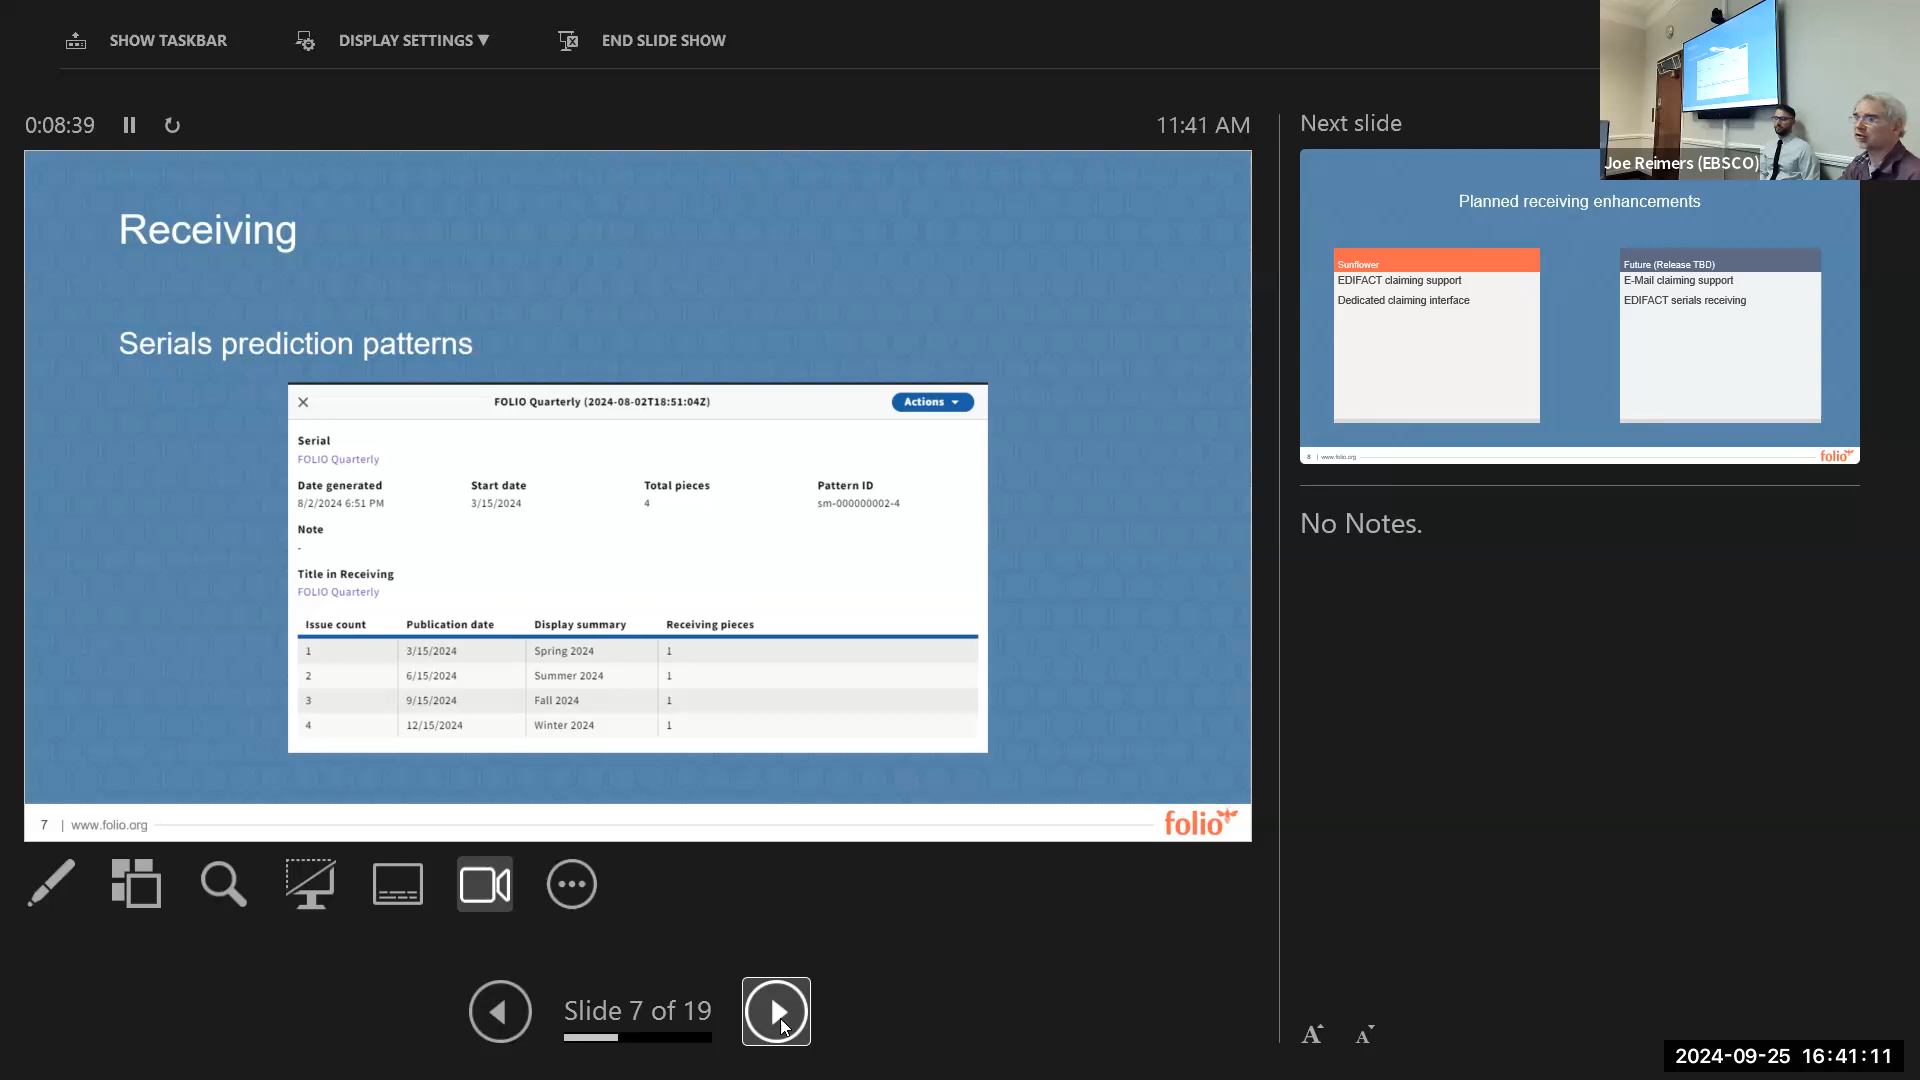 SHOW TASKBAR
DISPLAY SETTINGS ▼
END SLIDE SHOW
0:08:39
11:41 AM
Next slide
Joe Reimers (EBSCO)
Receiving
Serials prediction patterns
FOLIO Quarterly (2024-08-02T18:51:04Z)
Actions
Serial
FOLIO Quarterly
Date generated Start date Total pieces Pattern ID
8/2/2024 6:51 PM 3/15/2024 4 sm-000000002-4
Note
-
Title in Receiving
FOLIO Quarterly
Issue count Publication date Display summary Receiving pieces
1 3/15/2024 Spring 2024 1
2 6/15/2024 Summer 2024 1
3 9/15/2024 Fall 2024 1
4 12/15/2024 Winter 2024 1
7 | www.folio.org
folio
Planned receiving enhancements
Sunflower
EDIFACT claiming support
Dedicated claiming interface
Future (Release TBD)
E-Mail claiming support
EDIFACT serials receiving
8 | www.folio.org
folio
No Notes.
Slide 7 of 19
A A
2024-09-25 16:41:11